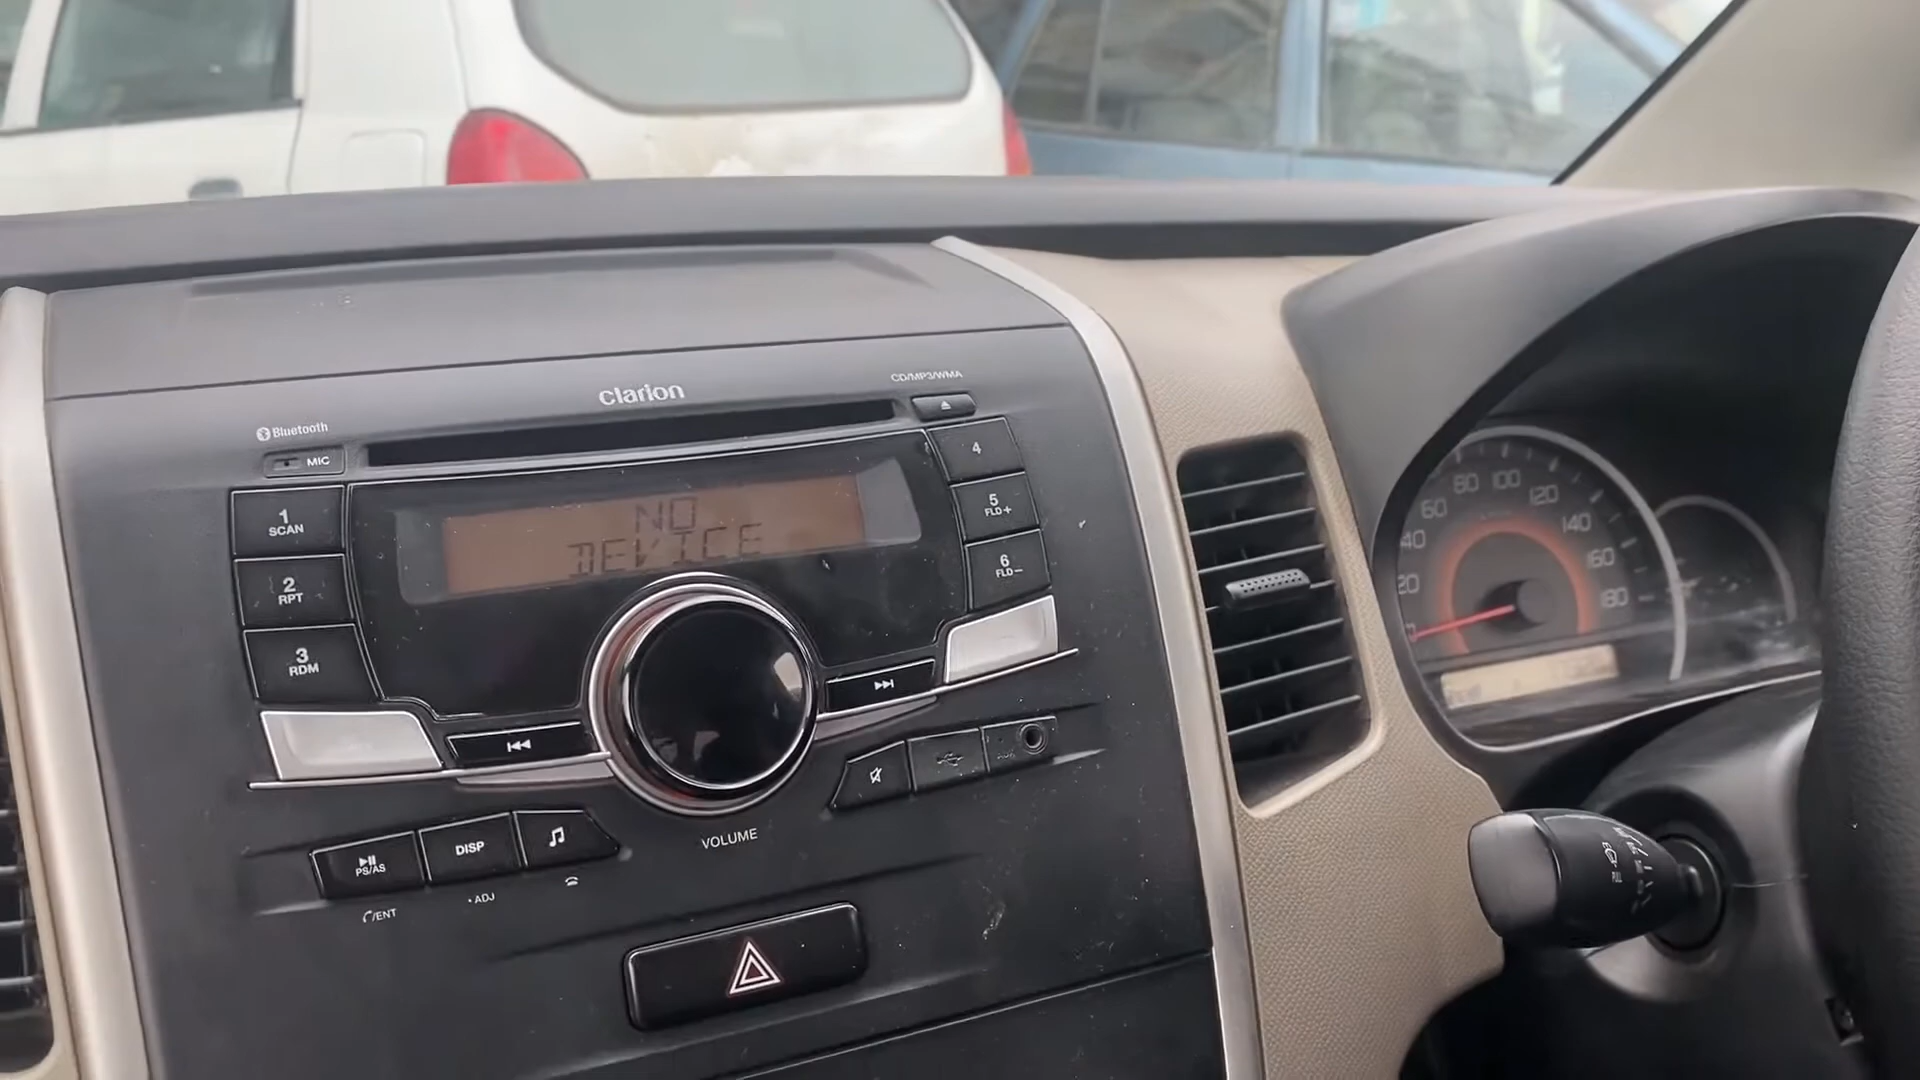 clarion
CD/MP3/WMA
Bluetooth
MIC
NO
DEVICE
1
SCAN
2
RPT
3
RDM
4
5
FLD+
6
FLD–
VOLUME
PS/AS
DISP
/ENT
• ADJ
20
40
60
80
100
120
140
160
180